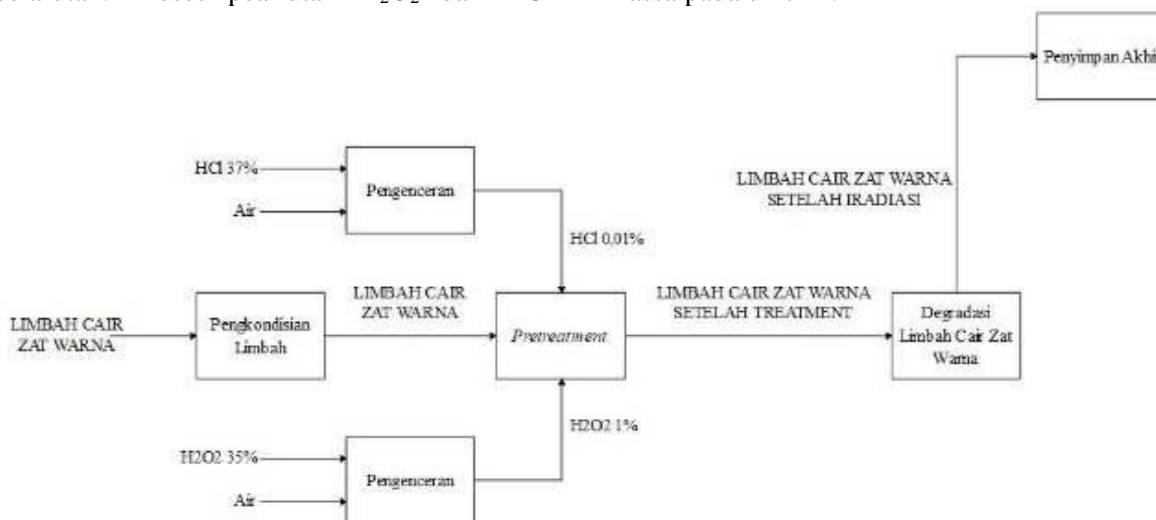 Penyimpan Akhi
HCl 37%
Air
Pengenceran
HCl 0,01%
LIMBAH CAIR ZAT WARNA
SETELAH IRADIASI
LIMBAH CAIR
ZAT WARNA
Pengkondisian
Limbah
LIMBAH CAIR
ZAT WARNA
Pretreatment
LIMBAH CAIR ZAT WARNA
SETELAH TREATMENT
Degradasi
Limbah Cair Zat
Warna
H2O2 35%
Air
Pengenceran
H2O2 1%